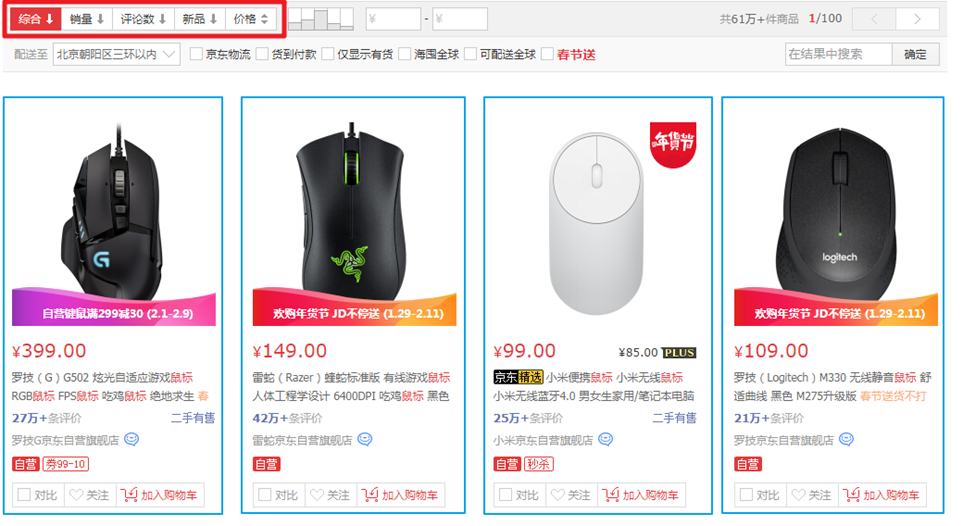 综合 销量 评论数 新品 价格 ¥ - ¥ 共61万+件商品 1/100 < >
配送至 北京朝阳区三环以内 京东物流 货到付款 仅显示有货 海囤全球 可配送全球 春节送 在结果中搜索 确定
G
自营键鼠满299减30 (2.1-2.9)
¥399.00
罗技（G）G502 炫光自适应游戏鼠标
RGB鼠标 FPS鼠标 吃鸡鼠标 绝地求生 春
27万+条评价 二手有售
罗技G京东自营旗舰店
自营 券99-10
对比 关注 加入购物车
欢购年货节 JD不停送 (1.29-2.11)
¥149.00
雷蛇（Razer）蝰蛇标准版 有线游戏鼠标
人体工程学设计 6400DPI 吃鸡鼠标 黑色
42万+条评价
雷蛇京东自营旗舰店
自营
对比 关注 加入购物车
年货节
¥99.00 ¥85.00 PLUS
京东精选 小米便携鼠标 小米无线鼠标
小米无线蓝牙4.0 男女生家用/笔记本电脑
25万+条评价 二手有售
小米京东自营旗舰店
自营 秒杀
对比 关注 加入购物车
logitech
欢购年货节 JD不停送 (1.29-2.11)
¥109.00
罗技（Logitech）M330 无线静音鼠标 舒
适曲线 黑色 M275升级版 春节送货不打
21万+条评价
罗技京东自营旗舰店
自营
对比 关注 加入购物车